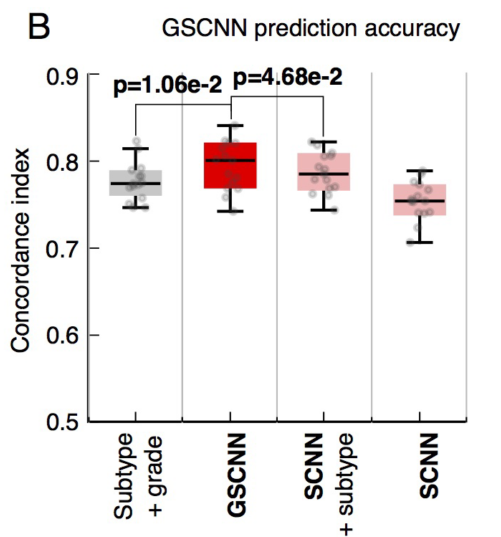 B
GSCNN prediction accuracy
p=1.06e-2
p=4.68e-2
Concordance index
0.9
0.8
0.7
0.6
0.5
Subtype
+ grade
GSCNN
SCNN
+ subtype
SCNN